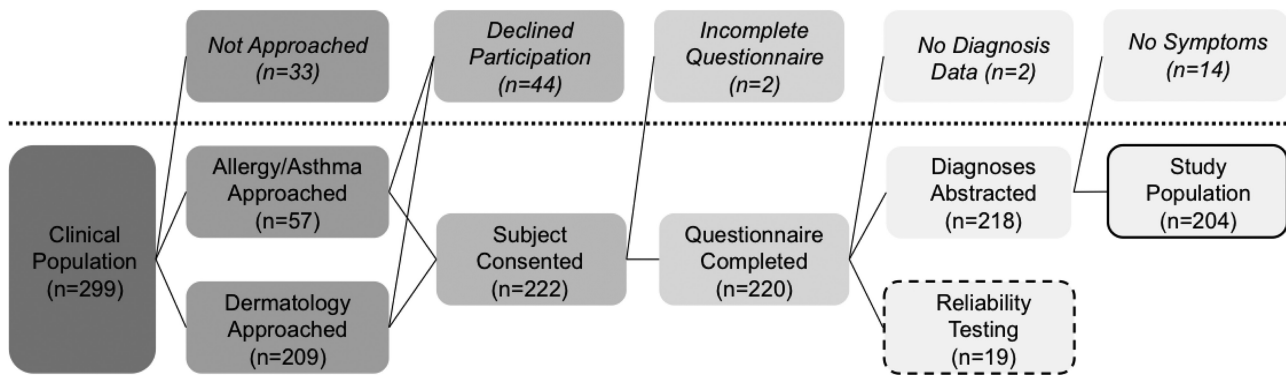 Not Approached
(n=33)
Declined
Participation
(n=44)
Incomplete
Questionnaire
(n=2)
No Diagnosis
Data (n=2)
No Symptoms
(n=14)
Clinical
Population
(n=299)
Allergy/Asthma
Approached
(n=57)
Dermatology
Approached
(n=209)
Subject
Consented
(n=222)
Questionnaire
Completed
(n=220)
Diagnoses
Abstracted
(n=218)
Reliability
Testing
(n=19)
Study
Population
(n=204)